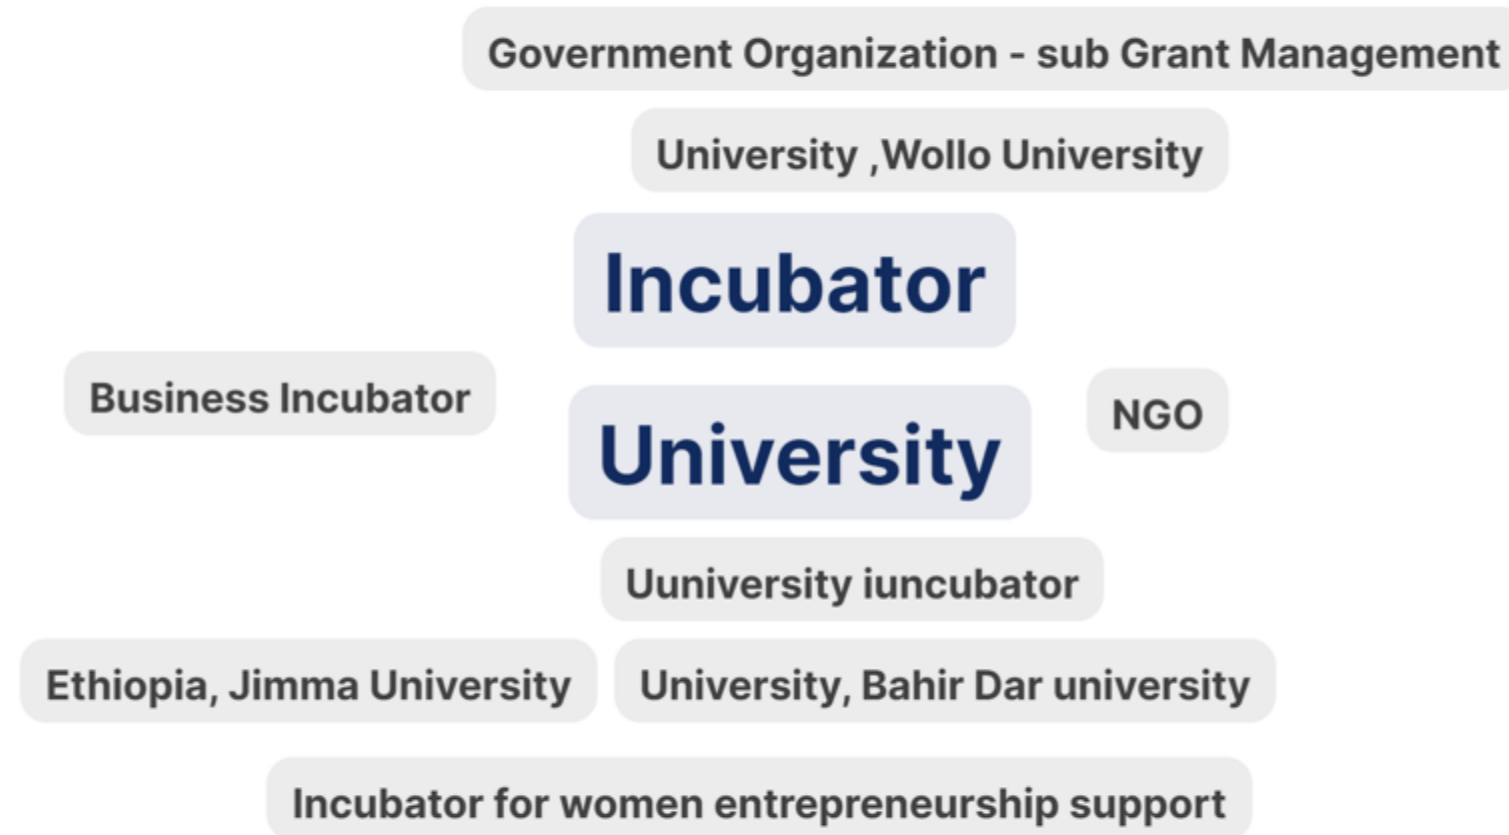 Government Organization - sub Grant Management
University ,Wollo University
Incubator
Business Incubator
NGO
University
Uuniversity iuncubator
Ethiopia, Jimma University
University, Bahir Dar university
Incubator for women entrepreneurship support